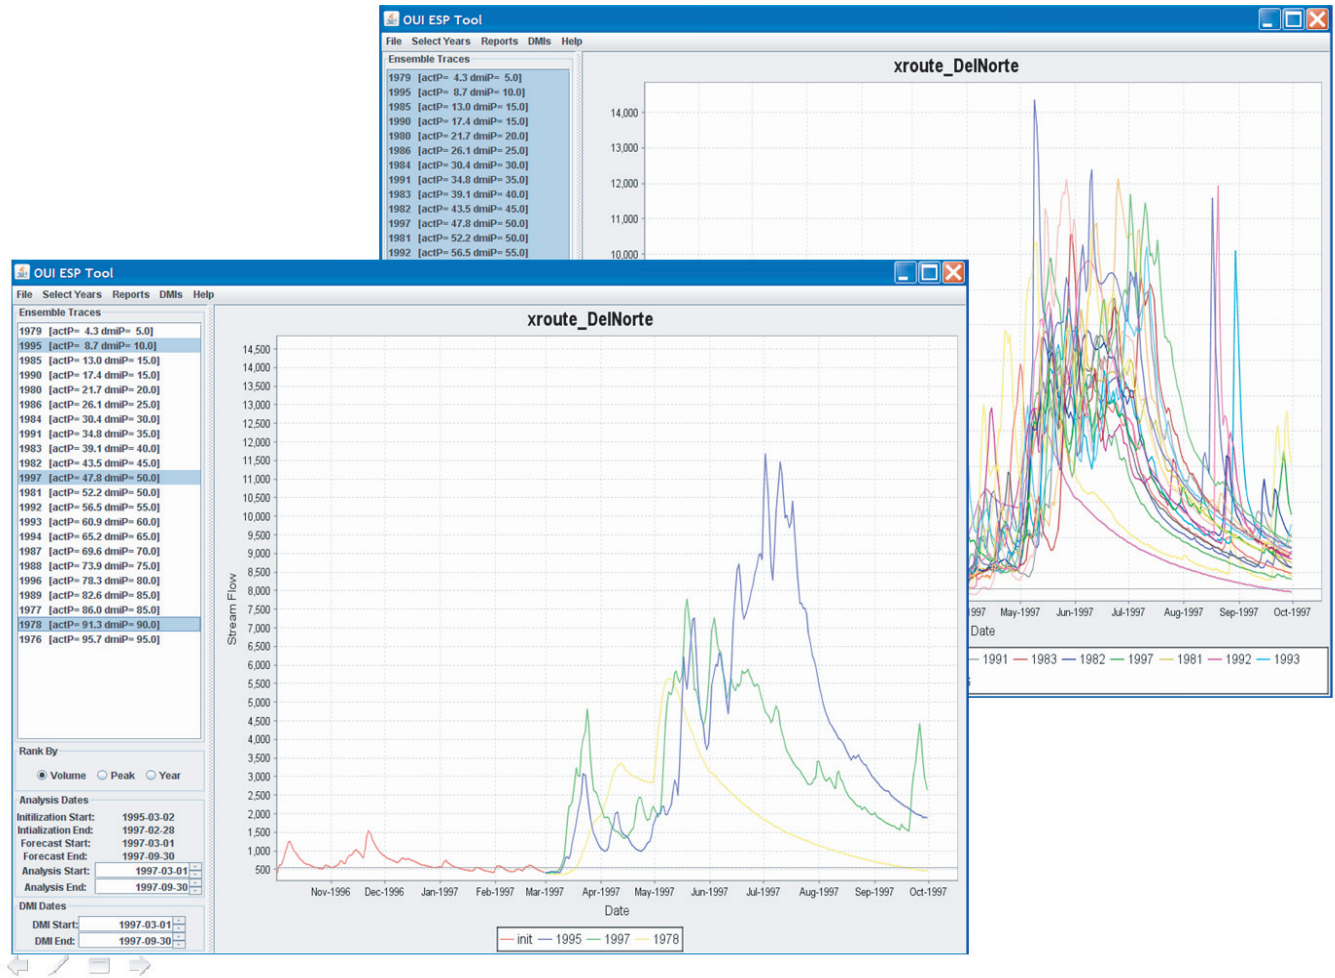 OUI ESP Tool
File Select Years Reports DMIs Help
Ensemble Traces
1979 [actP= 4.3 dmiP= 5.0]
1995 [actP= 8.7 dmiP= 10.0]
1985 [actP= 13.0 dmiP= 15.0]
1990 [actP= 17.4 dmiP= 15.0]
1980 [actP= 21.7 dmiP= 20.0]
1986 [actP= 26.1 dmiP= 25.0]
1984 [actP= 30.4 dmiP= 30.0]
1991 [actP= 34.8 dmiP= 35.0]
1983 [actP= 39.1 dmiP= 40.0]
1982 [actP= 43.5 dmiP= 45.0]
1997 [actP= 47.8 dmiP= 50.0]
1981 [actP= 52.2 dmiP= 50.0]
1992 [actP= 56.5 dmiP= 55.0]
xroute_DelNorte
14,000
13,000
12,000
11,000
10,000
1997 May-1997 Jun-1997 Jul-1997 Aug-1997 Sep-1997 Oct-1997
Date
1991 1983 1982 1997 1981 1992 1993
OUI ESP Tool
File Select Years Reports DMIs Help
Ensemble Traces
1979 [actP= 4.3 dmiP= 5.0]
1995 [actP= 8.7 dmiP= 10.0]
1985 [actP= 13.0 dmiP= 15.0]
1990 [actP= 17.4 dmiP= 15.0]
1980 [actP= 21.7 dmiP= 20.0]
1986 [actP= 26.1 dmiP= 25.0]
1984 [actP= 30.4 dmiP= 30.0]
1991 [actP= 34.8 dmiP= 35.0]
1983 [actP= 39.1 dmiP= 40.0]
1982 [actP= 43.5 dmiP= 45.0]
1997 [actP= 47.8 dmiP= 50.0]
1981 [actP= 52.2 dmiP= 50.0]
1992 [actP= 56.5 dmiP= 55.0]
1993 [actP= 60.9 dmiP= 60.0]
1994 [actP= 65.2 dmiP= 65.0]
1987 [actP= 69.6 dmiP= 70.0]
1988 [actP= 73.9 dmiP= 75.0]
1996 [actP= 78.3 dmiP= 80.0]
1989 [actP= 82.6 dmiP= 85.0]
1977 [actP= 86.0 dmiP= 85.0]
1978 [actP= 91.3 dmiP= 90.0]
1976 [actP= 95.7 dmiP= 95.0]
Rank By
Volume Peak Year
Analysis Dates
Initilization Start: 1995-03-02
Intialization End: 1997-02-28
Forecast Start: 1997-03-01
Forecast End: 1997-09-30
Analysis Start: 1997-03-01
Analysis End: 1997-09-30
DMI Dates
DMI Start: 1997-03-01
DMI End: 1997-09-30
xroute_DelNorte
Stream Flow
14,500
14,000
13,500
13,000
12,500
12,000
11,500
11,000
10,500
10,000
9,500
9,000
8,500
8,000
7,500
7,000
6,500
6,000
5,500
5,000
4,500
4,000
3,500
3,000
2,500
2,000
1,500
1,000
500
Nov-1996 Dec-1996 Jan-1997 Feb-1997 Mar-1997 Apr-1997 May-1997 Jun-1997 Jul-1997 Aug-1997 Sep-1997 Oct-1997
Date
init 1995 1997 1978